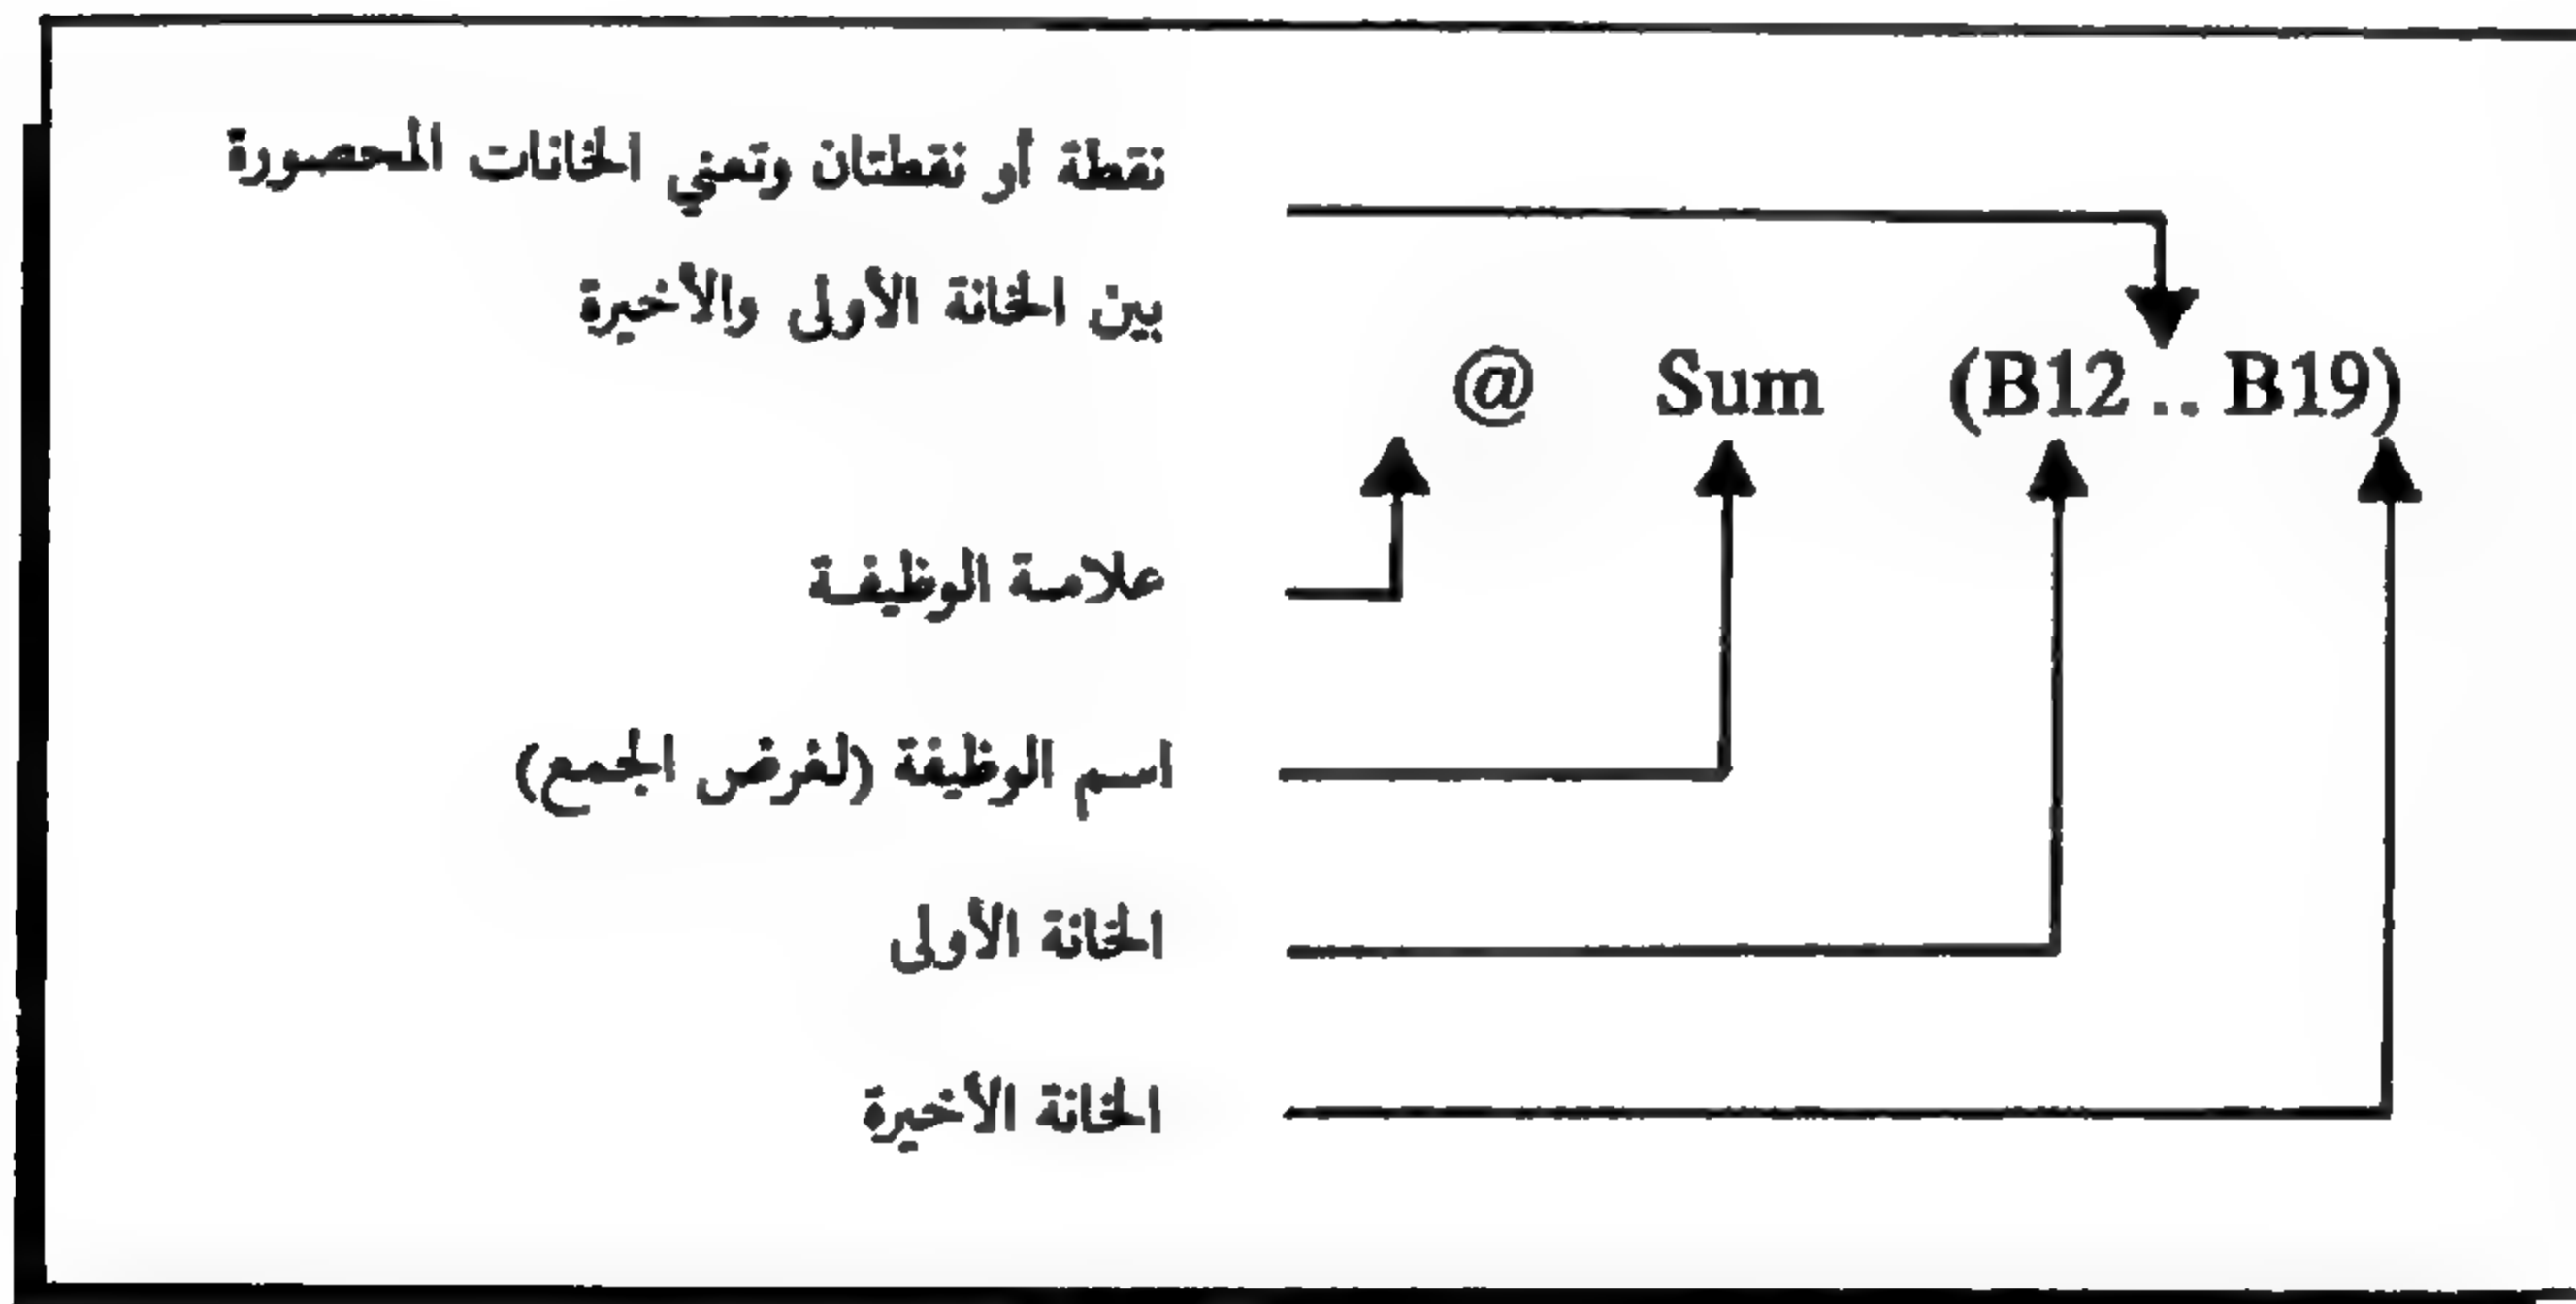 نقطة أو نقطتان وتعني الخانات المحصورة
بين الخانة الأولى والأخيرة
@ Sum (B12 .. B19)
علامة الوظيفة
اسم الوظيفة (لغرض الجمع)
الخانة الأولى
الخانة الأخيرة